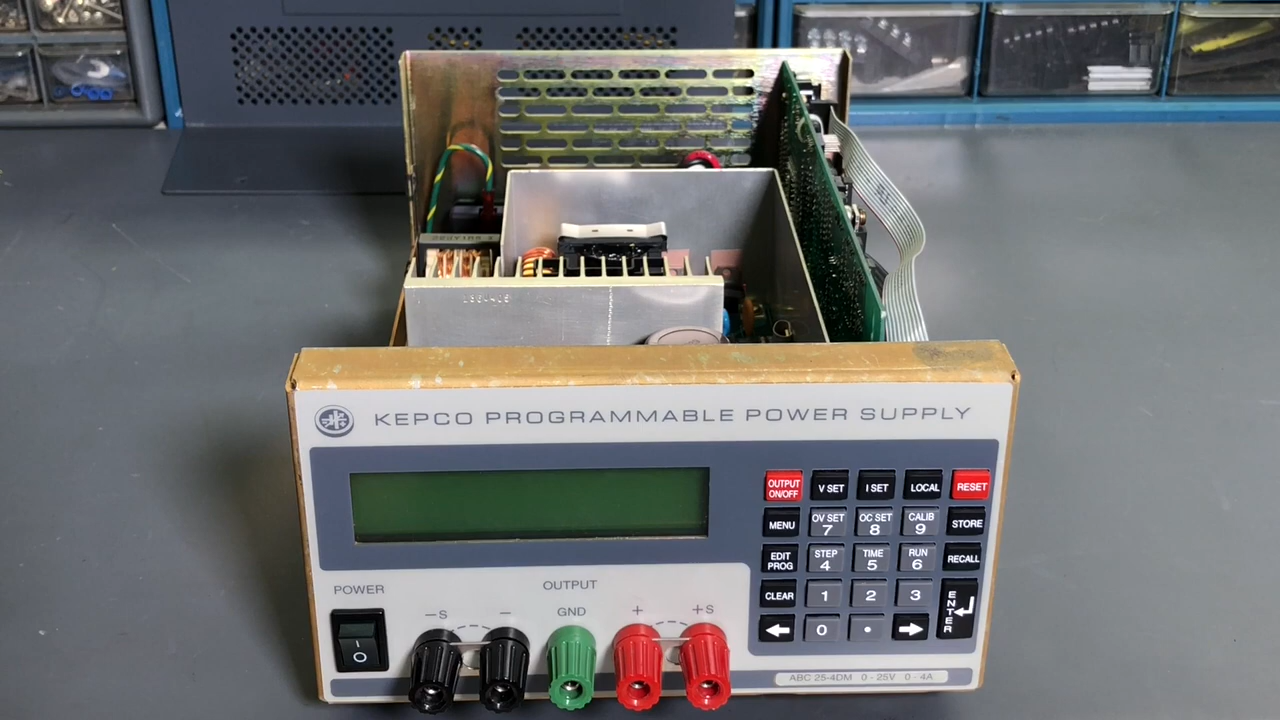 KEPCO PROGRAMMABLE POWER SUPPLY
OUTPUT ON/OFF
V SET
I SET
LOCAL
RESET
MENU
OV SET 7
OC SET 8
CALIB 9
STORE
EDIT PROG
STEP 4
TIME 5
RUN 6
RECALL
CLEAR
1
2
3
ENTER
0
POWER
OUTPUT
−S
−
GND
+
+S
I
O
ABC 25-4DM 0 - 25V 0 - 4A